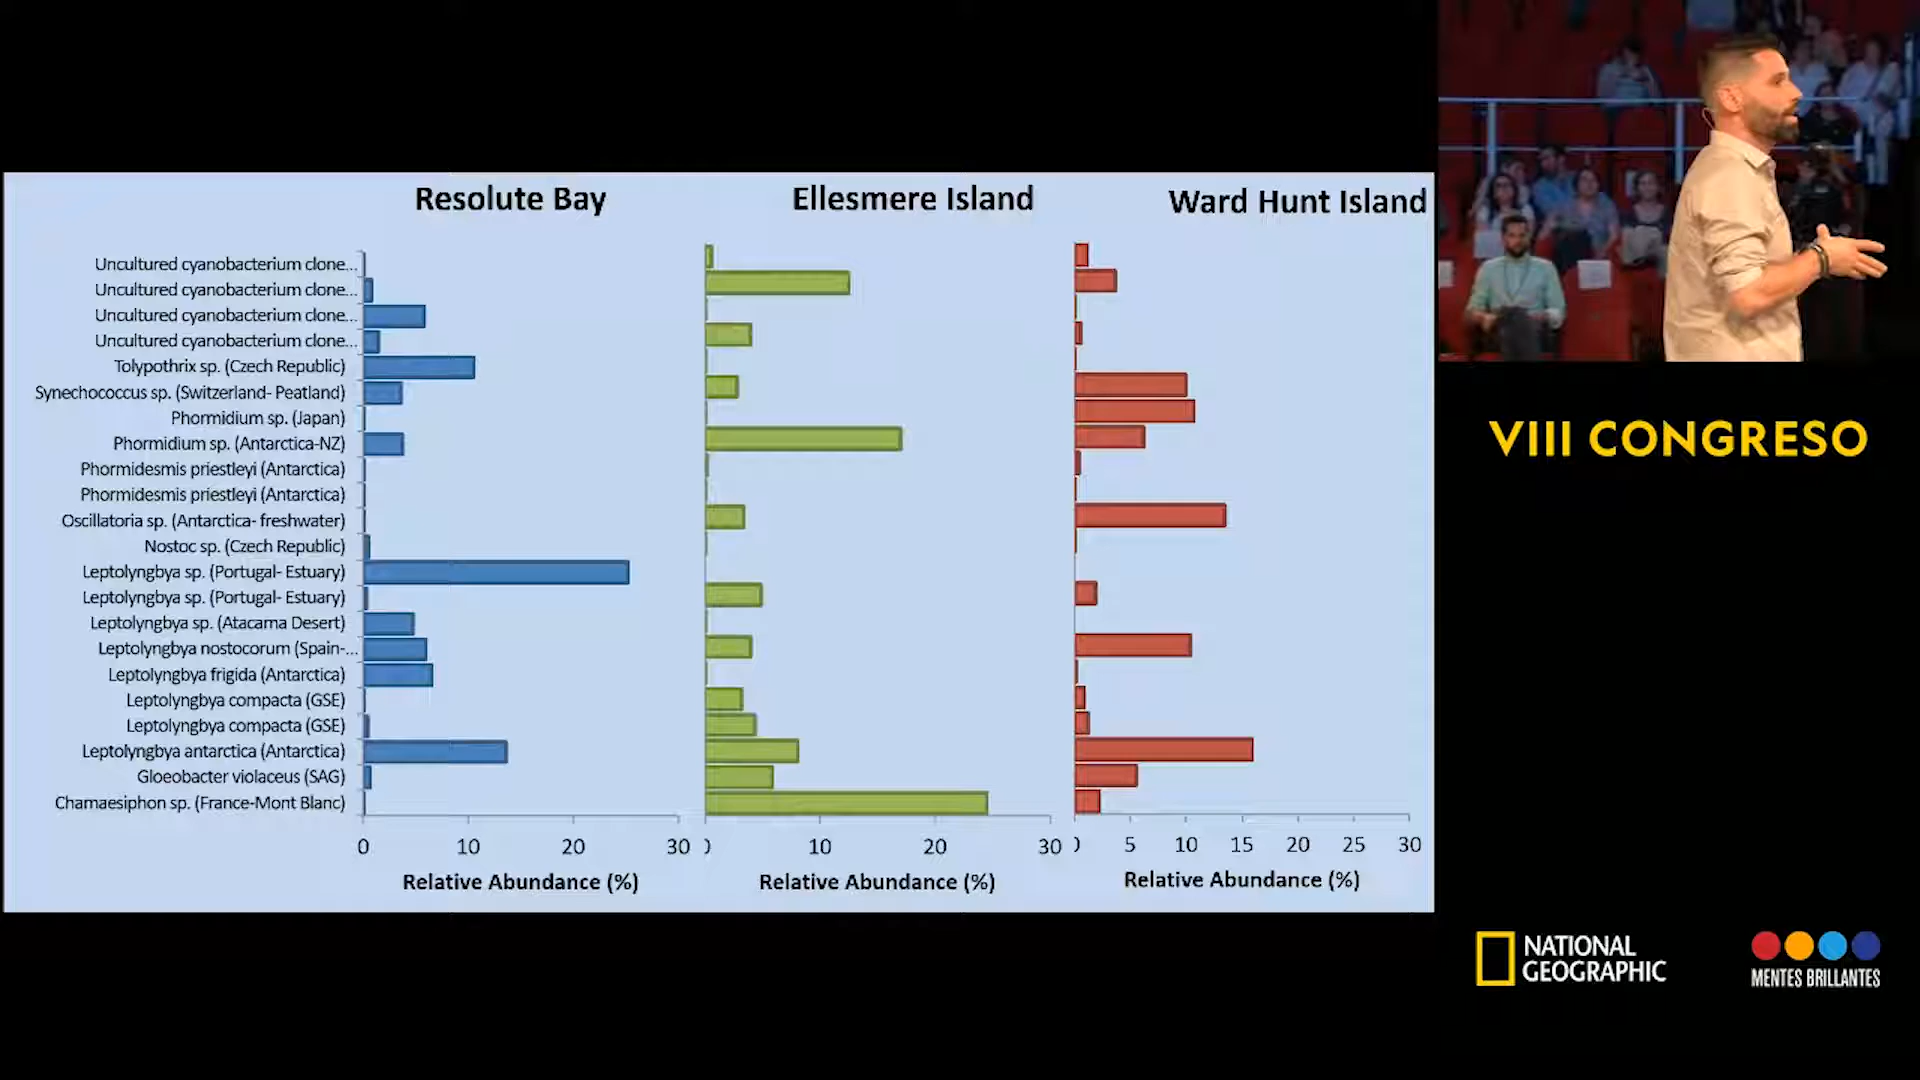 Resolute Bay
Ellesmere Island
Ward Hunt Island
Uncultured cyanobacterium clone...
Uncultured cyanobacterium clone...
Uncultured cyanobacterium clone...
Uncultured cyanobacterium clone...
Tolypothrix sp. (Czech Republic)
Synechococcus sp. (Switzerland- Peatland)
Phormidium sp. (Japan)
Phormidium sp. (Antarctica-NZ)
Phormidesmis priestleyi (Antarctica)
Phormidesmis priestleyi (Antarctica)
Oscillatoria sp. (Antarctica- freshwater)
Nostoc sp. (Czech Republic)
Leptolyngbya sp. (Portugal- Estuary)
Leptolyngbya sp. (Portugal- Estuary)
Leptolyngbya sp. (Atacama Desert)
Leptolyngbya nostocorum (Spain-...
Leptolyngbya frigida (Antarctica)
Leptolyngbya compacta (GSE)
Leptolyngbya compacta (GSE)
Leptolyngbya antarctica (Antarctica)
Gloeobacter violaceus (SAG)
Chamaesiphon sp. (France-Mont Blanc)
0 10 20 30
10 20 30
5 10 15 20 25 30
Relative Abundance (%)
Relative Abundance (%)
Relative Abundance (%)
VIII CONGRESO
NATIONAL
GEOGRAPHIC
MENTES BRILLANTES